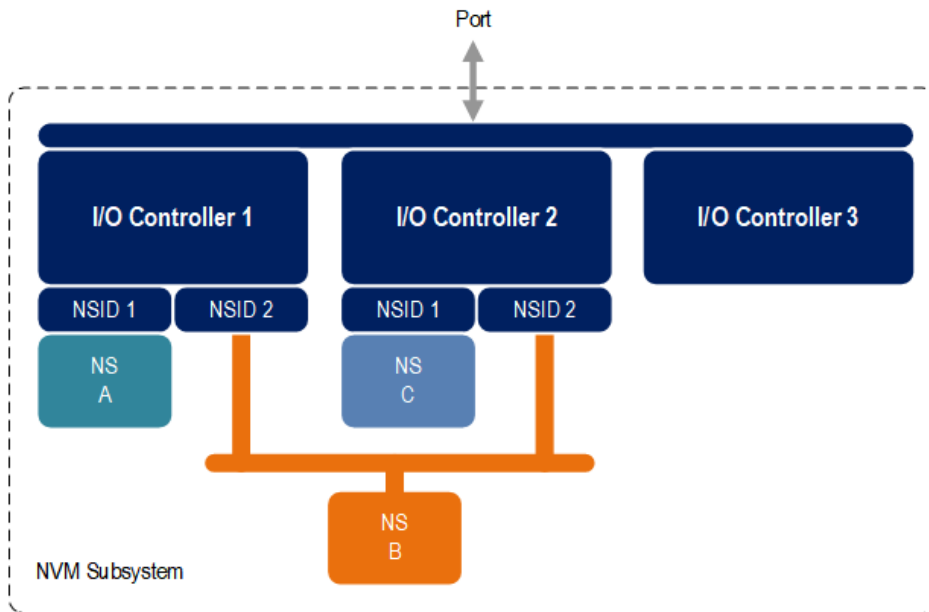 Port
I/O Controller 1
I/O Controller 2
I/O Controller 3
NSID 1
NSID 2
NSID 1
NSID 2
NS
A
NS
C
NS
B
NVM Subsystem